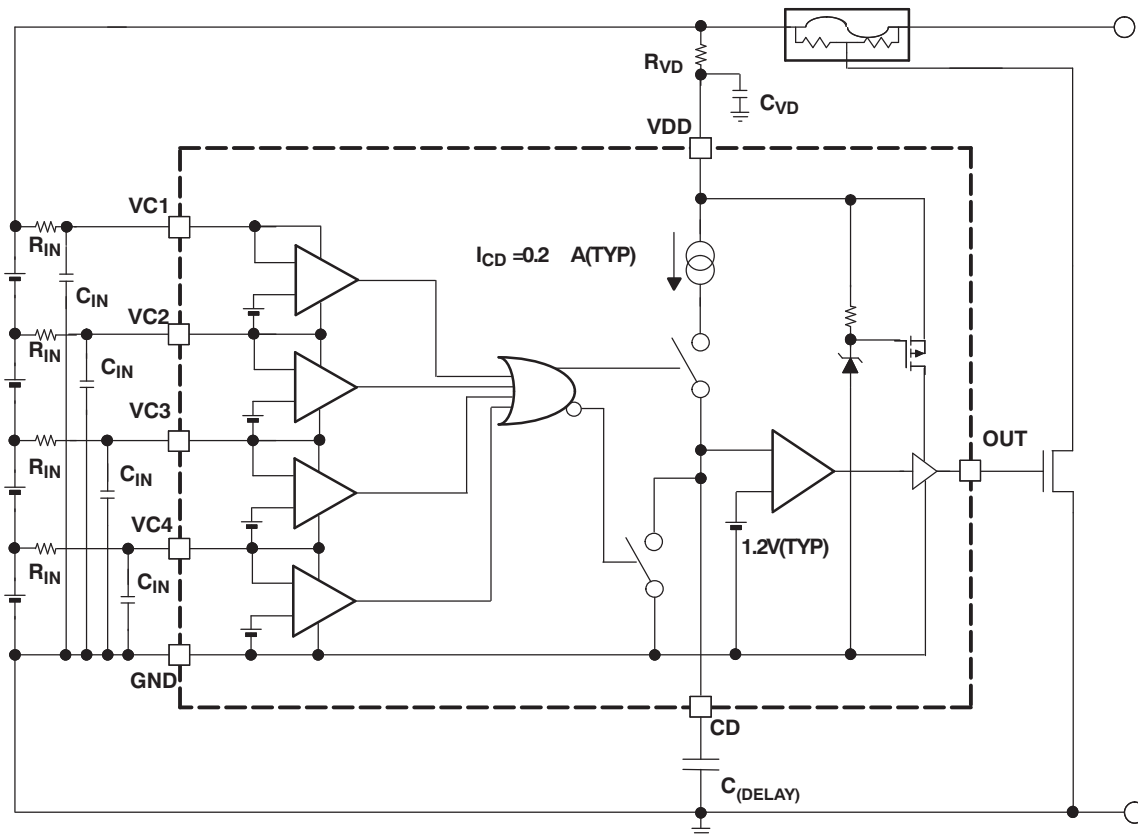 RVD
CVD
VDD
VC1
RIN
CIN
ICD =0.2 A(TYP)
VC2
RIN
CIN
VC3
RIN
CIN
OUT
VC4
RIN
CIN
1.2V(TYP)
GND
CD
C(DELAY)